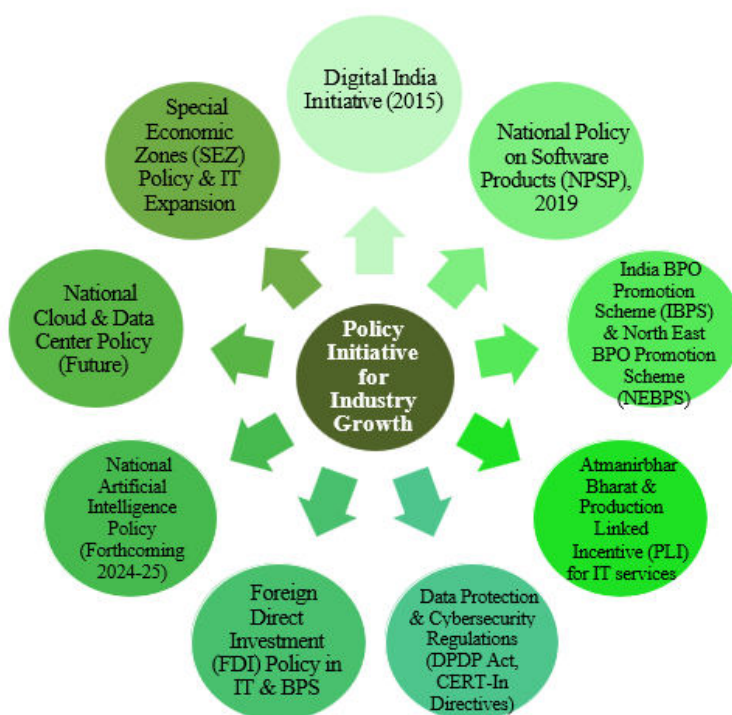 Digital India
Initiative (2015)
National Policy
on Software
Products (NPSP),
2019
India BPO
Promotion
Scheme (IBPS)
& North East
BPO Promotion
Scheme
(NEBPS)
Atmanirbhar
Bharat &
Production
Linked
Incentive (PLI)
for IT services
Data Protection
& Cybersecurity
Regulations
(DPDP Act,
CERT-In
Directives)
Foreign
Direct
Investment
(FDI) Policy in
IT & BPS
National
Artificial
Intelligence
Policy
(Forthcoming
2024-25)
National
Cloud & Data
Center Policy
(Future)
Special
Economic
Zones (SEZ)
Policy & IT
Expansion
Policy
Initiative
for
Industry
Growth